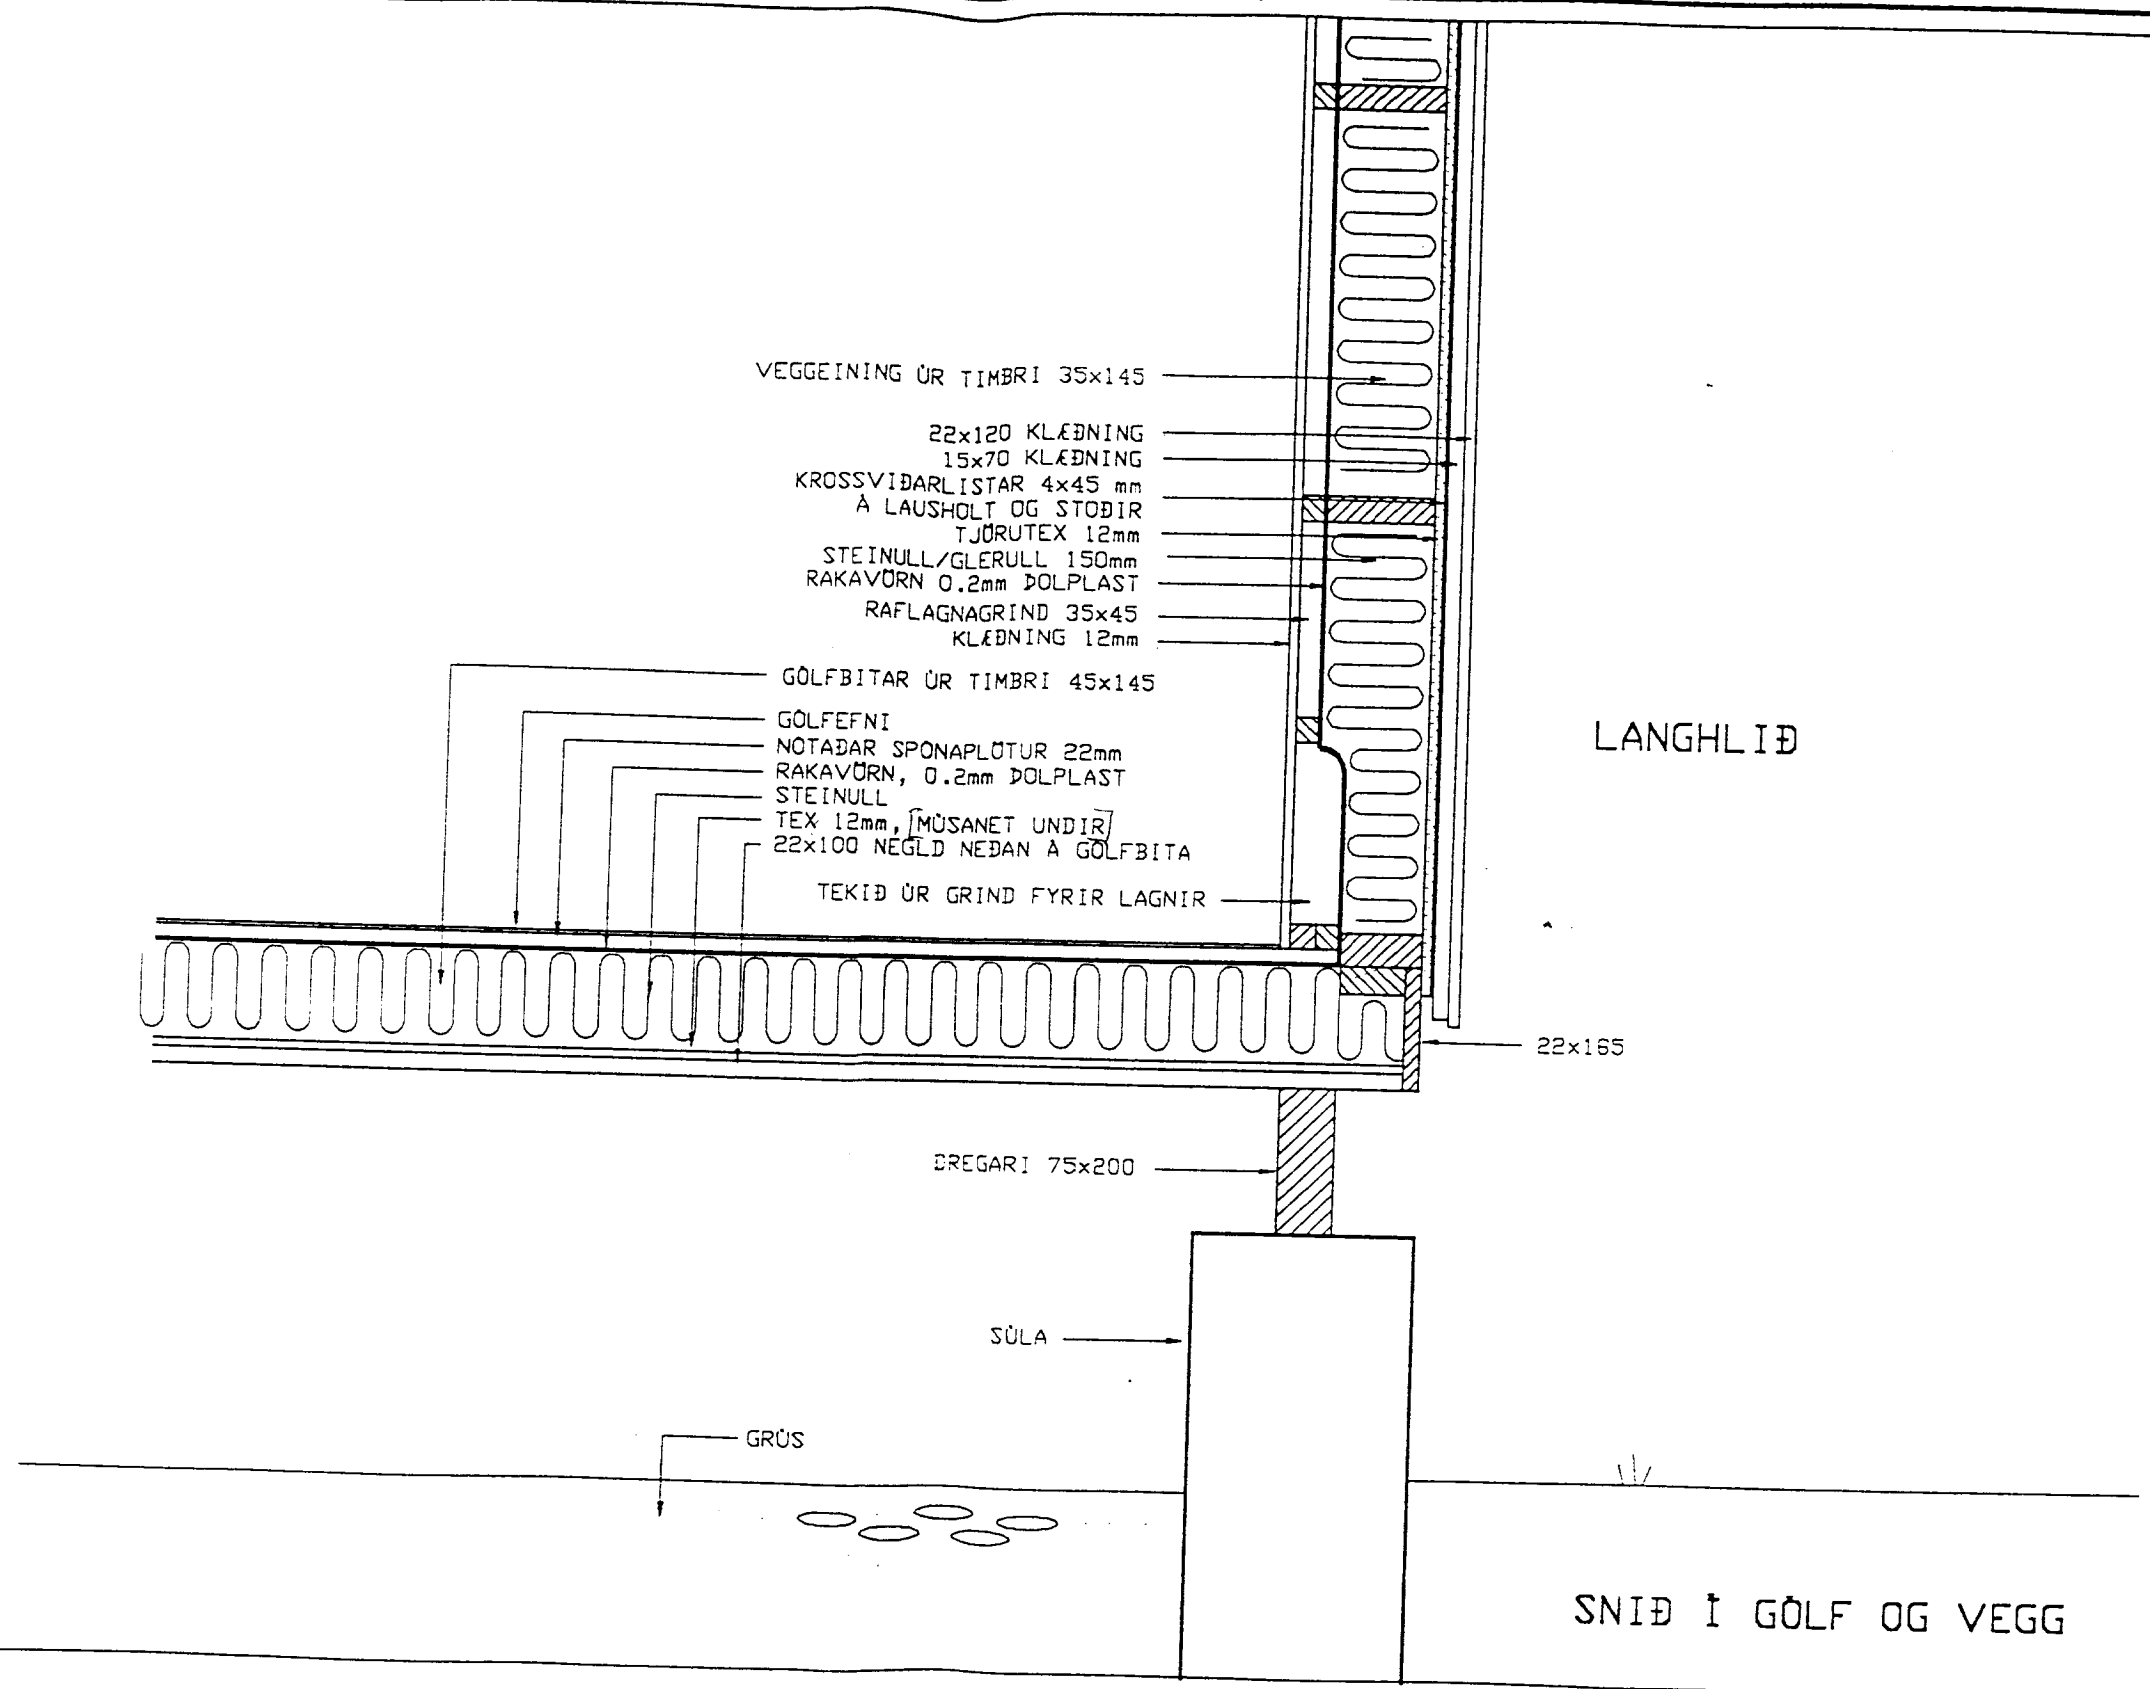 VEGGEINING ÚR TIMBRI 35x145
22x120 KLÆÐNING
15x70 KLÆÐNING
KROSSVIÐARLISTAR 4x45 mm
Á LAUSHOLT OG STOÐIR
TJÖRUTEX 12mm
STEINULL/GLERULL 150mm
RAKAVÖRN 0.2mm ÞOLPLAST
RAFLAGNAGRIND 35x45
KLÆÐNING 12mm
GÓLFBITAR ÚR TIMBRI 45x145
GÓLFEFNI
NOTAÐAR SPONAPLÖTUR 22mm
RAKAVÖRN, 0.2mm ÞOLPLAST
STEINULL
TEX 12mm, [MÚSANET UNDIR]
22x100 NEGLD NEÐAN Á GÓLFBITA
TEKIÐ ÚR GRIND FYRIR LAGNIR
LANGHLIÐ
22x165
DREGARI 75x200
SÚLA
GRÚS
SNIÐ Í GÓLF OG VEGG